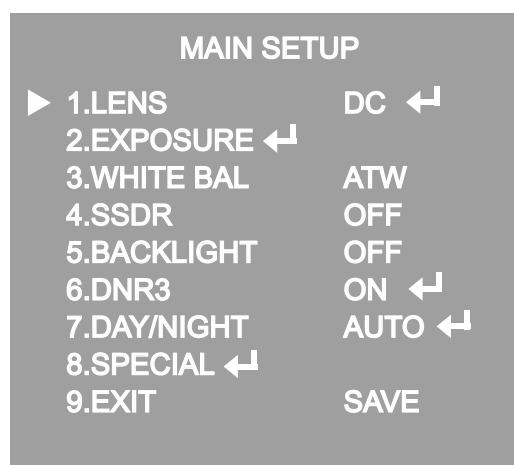 MAIN SETUP
▶ 1.LENS DC ↵
2.EXPOSURE ↵
3.WHITE BAL ATW
4.SSDR OFF
5.BACKLIGHT OFF
6.DNR3 ON ↵
7.DAY/NIGHT AUTO ↵
8.SPECIAL ↵
9.EXIT SAVE